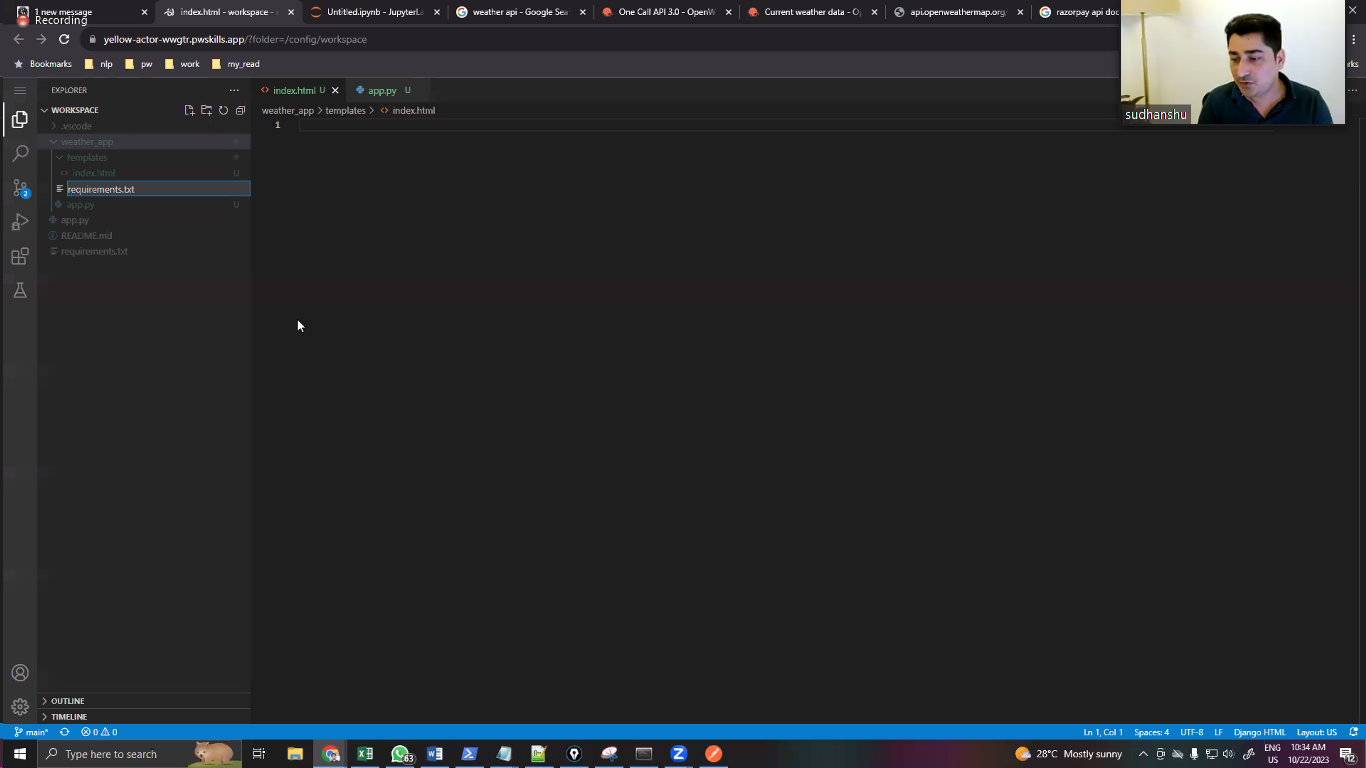 1 new message
Recording
index.html - workspace - c
Untitled.ipynb - JupyterLa
weather api - Google Sea
One Call API 3.0 - OpenW
Current weather data - O
api.openweathermap.org
razorpay api doc
yellow-actor-wwgtr.pwskills.app/?folder=/config/workspace
Bookmarks
nlp
pw
work
my_read
rks
sudhanshu
EXPLORER
index.html U
app.py U
WORKSPACE
weather_app > templates > index.html
.vscode
1
weather_app
templates
index.html U
requirements.txt
app.py U
app.py
README.md
requirements.txt
2
OUTLINE
TIMELINE
main*
0 0
Ln 1, Col 1
Spaces: 4
UTF-8
LF
Django HTML
Layout: US
Type here to search
63
28°C Mostly sunny
ENG
US
10:34 AM
10/22/2023
12